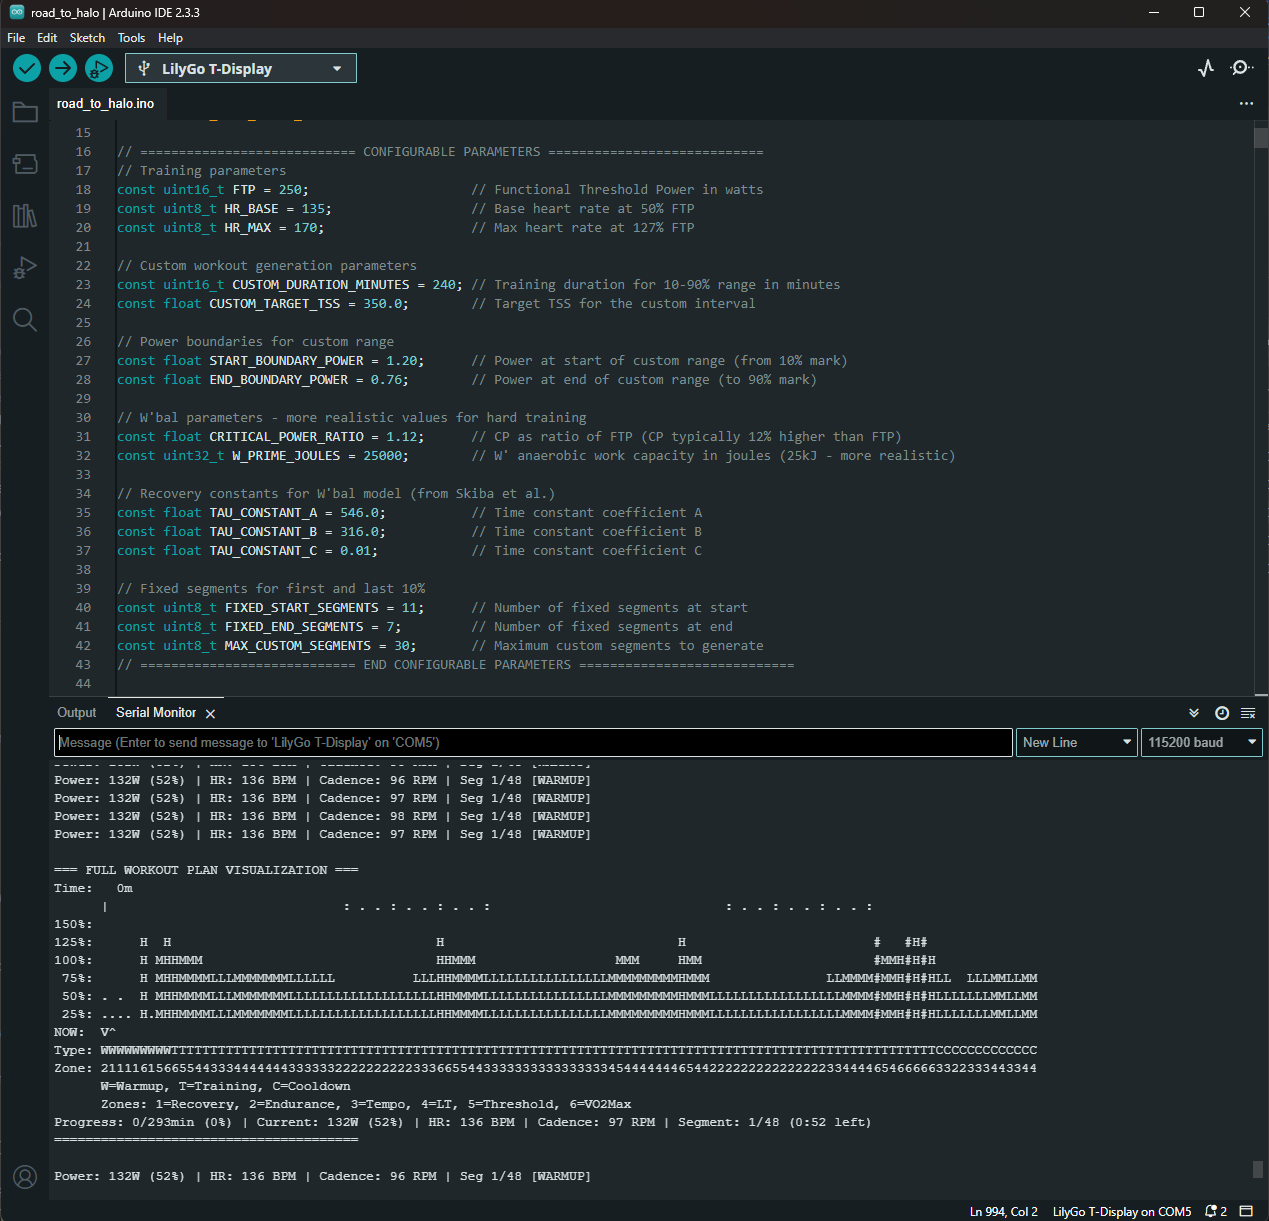 road_to_halo | Arduino IDE 2.3.3
File Edit Sketch Tools Help
LilyGo T-Display
road_to_halo.ino
15
16 // ============================ CONFIGURABLE PARAMETERS ============================
17 // Training parameters
18 const uint16_t FTP = 250; // Functional Threshold Power in watts
19 const uint8_t HR_BASE = 135; // Base heart rate at 50% FTP
20 const uint8_t HR_MAX = 170; // Max heart rate at 127% FTP
21
22 // Custom workout generation parameters
23 const uint16_t CUSTOM_DURATION_MINUTES = 240; // Training duration for 10-90% range in minutes
24 const float CUSTOM_TARGET_TSS = 350.0; // Target TSS for the custom interval
25
26 // Power boundaries for custom range
27 const float START_BOUNDARY_POWER = 1.20; // Power at start of custom range (from 10% mark)
28 const float END_BOUNDARY_POWER = 0.76; // Power at end of custom range (to 90% mark)
29
30 // W'bal parameters - more realistic values for hard training
31 const float CRITICAL_POWER_RATIO = 1.12; // CP as ratio of FTP (CP typically 12% higher than FTP)
32 const uint32_t W_PRIME_JOULES = 25000; // W' anaerobic work capacity in joules (25kJ - more realistic)
33
34 // Recovery constants for W'bal model (from Skiba et al.)
35 const float TAU_CONSTANT_A = 546.0; // Time constant coefficient A
36 const float TAU_CONSTANT_B = 316.0; // Time constant coefficient B
37 const float TAU_CONSTANT_C = 0.01; // Time constant coefficient C
38
39 // Fixed segments for first and last 10%
40 const uint8_t FIXED_START_SEGMENTS = 11; // Number of fixed segments at start
41 const uint8_t FIXED_END_SEGMENTS = 7; // Number of fixed segments at end
42 const uint8_t MAX_CUSTOM_SEGMENTS = 30; // Maximum custom segments to generate
43 // ============================ END CONFIGURABLE PARAMETERS ============================
44
Output Serial Monitor
Message (Enter to send message to 'LilyGo T-Display' on 'COM5') New Line 115200 baud
Power: 132W (52%) | HR: 136 BPM | Cadence: 96 RPM | Seg 1/48 [WARMUP]
Power: 132W (52%) | HR: 136 BPM | Cadence: 97 RPM | Seg 1/48 [WARMUP]
Power: 132W (52%) | HR: 136 BPM | Cadence: 98 RPM | Seg 1/48 [WARMUP]
Power: 132W (52%) | HR: 136 BPM | Cadence: 97 RPM | Seg 1/48 [WARMUP]
=== FULL WORKOUT PLAN VISUALIZATION ===
Time: 0m
| : . . : . . : . . : : . . : . . : . . :
150%:
125%: H H H H # #H#
100%: H MHHMMM HHMMM MMM HMM #MMH#H#H
75%: H MHHMMMMLLLMMMMMMMLLLLLL LLLHHMMMMLLLLLLLLLLLLLLLLMMMMMMMMMHMMM LLMMMM#MMH#H#HLL LLLMMLLMM
50%: . . H MHHMMMMLLLMMMMMMMLLLLLLLLLLLLLLLLLLLHHMMMMLLLLLLLLLLLLLLLLMMMMMMMMMHMMMLLLLLLLLLLLLLLLLLMMMM#MMH#H#HLLLLLLLMMLLMM
25%: .... H.MHHMMMMLLLMMMMMMMLLLLLLLLLLLLLLLLLLLHHMMMMLLLLLLLLLLLLLLLLMMMMMMMMMHMMMLLLLLLLLLLLLLLLLLMMMM#MMH#H#HLLLLLLLMMLLMM
NOW: V^
Type: WWWWWWWWWTTTTTTTTTTTTTTTTTTTTTTTTTTTTTTTTTTTTTTTTTTTTTTTTTTTTTTTTTTTTTTTTTTTTTTTTTTTTTTTTTTTTTTTTTTTTTTTTTTCCCCCCCCCCCCC
Zone: 211116156655443334444444333333222222222233366554433333333333333334544444446544222222222222222334444654666663322333443344
W=Warmup, T=Training, C=Cooldown
Zones: 1=Recovery, 2=Endurance, 3=Tempo, 4=LT, 5=Threshold, 6=VO2Max
Progress: 0/293min (0%) | Current: 132W (52%) | HR: 136 BPM | Cadence: 97 RPM | Segment: 1/48 (0:52 left)
=======================================
Power: 132W (52%) | HR: 136 BPM | Cadence: 96 RPM | Seg 1/48 [WARMUP]
Ln 994, Col 2 LilyGo T-Display on COM5 2